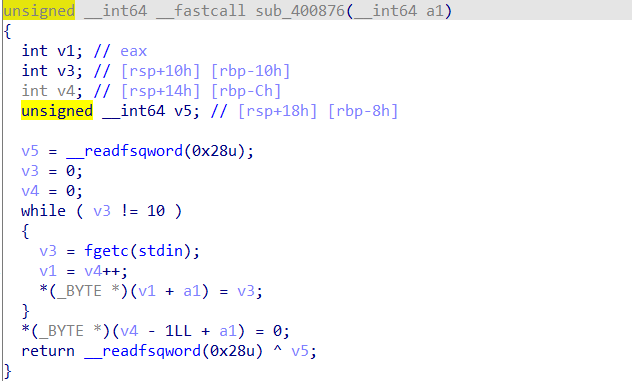 unsigned __int64 __fastcall sub_400876(__int64 a1)
{
  int v1; // eax
  int v3; // [rsp+10h] [rbp-10h]
  int v4; // [rsp+14h] [rbp-Ch]
  unsigned __int64 v5; // [rsp+18h] [rbp-8h]

  v5 = __readfsqword(0x28u);
  v3 = 0;
  v4 = 0;
  while ( v3 != 10 )
  {
    v3 = fgetc(stdin);
    v1 = v4++;
    *(_BYTE *)(v1 + a1) = v3;
  }
  *(_BYTE *)(v4 - 1LL + a1) = 0;
  return __readfsqword(0x28u) ^ v5;
}